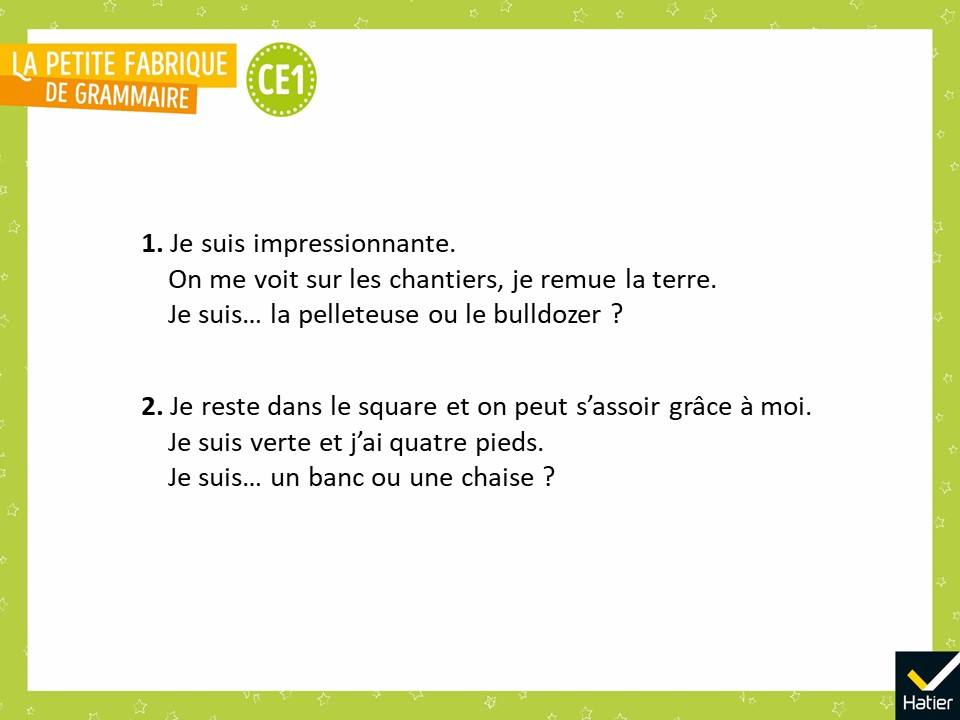 LA PETITE FABRIQUE
DE GRAMMAIRE
CE1
1. Je suis impressionnante.
On me voit sur les chantiers, je remue la terre.
Je suis… la pelleteuse ou le bulldozer ?
2. Je reste dans le square et on peut s’assoir grâce à moi.
Je suis verte et j’ai quatre pieds.
Je suis… un banc ou une chaise ?
Hatier